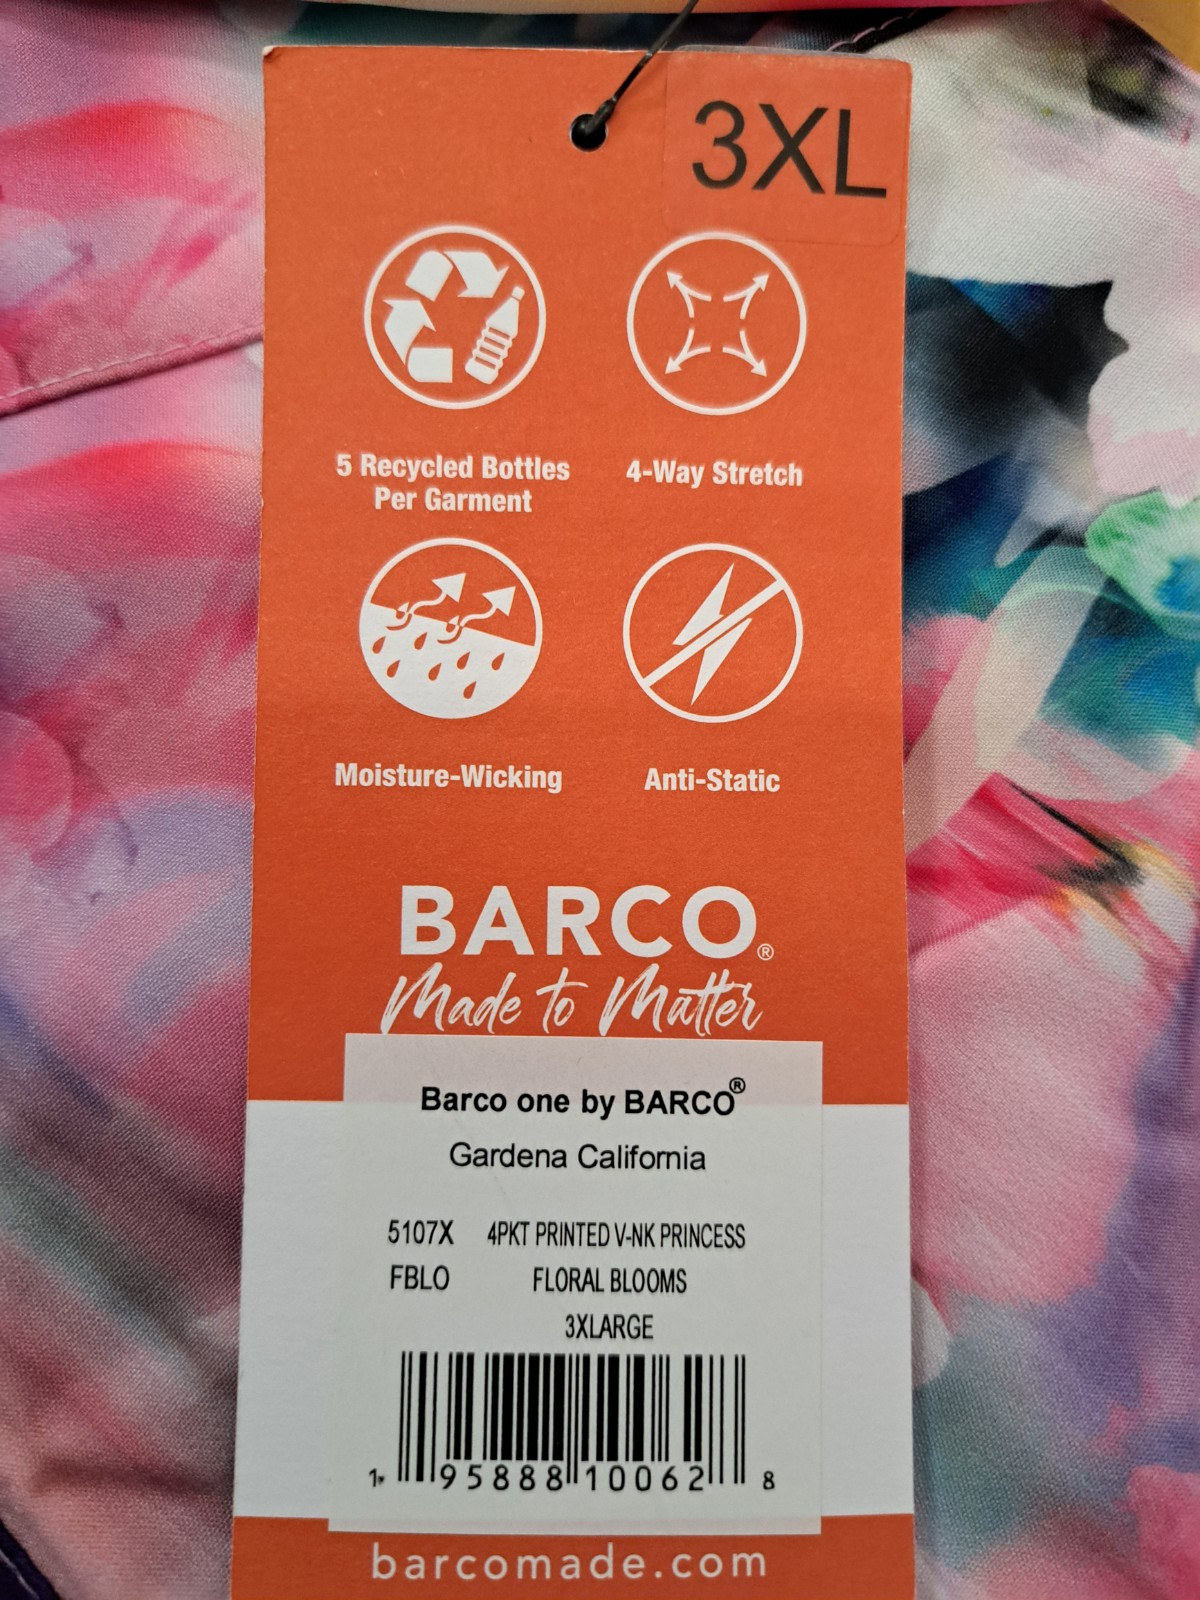 3XL
5 Recycled Bottles
Per Garment
4-Way Stretch
Moisture-Wicking
Anti-Static
BARCO®
Made to Matter
Barco one by BARCO®
Gardena California
5107X 4PKT PRINTED V-NK PRINCESS
FBLO FLORAL BLOOMS
3XLARGE
1 95888 10062 8
barcomade.com